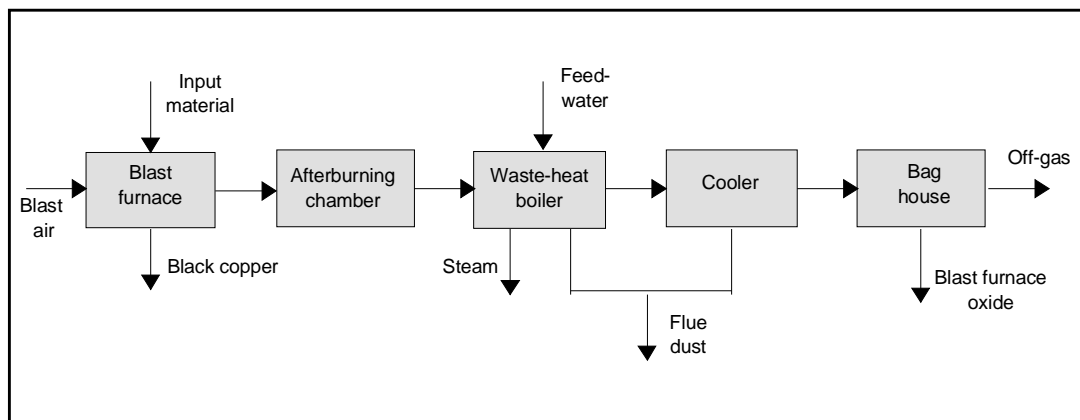 Input
material
Feed-
water
Blast
furnace
Afterburning
chamber
Waste-heat
boiler
Cooler
Bag
house
Off-gas
Blast
air
Black copper
Steam
Flue
dust
Blast furnace
oxide